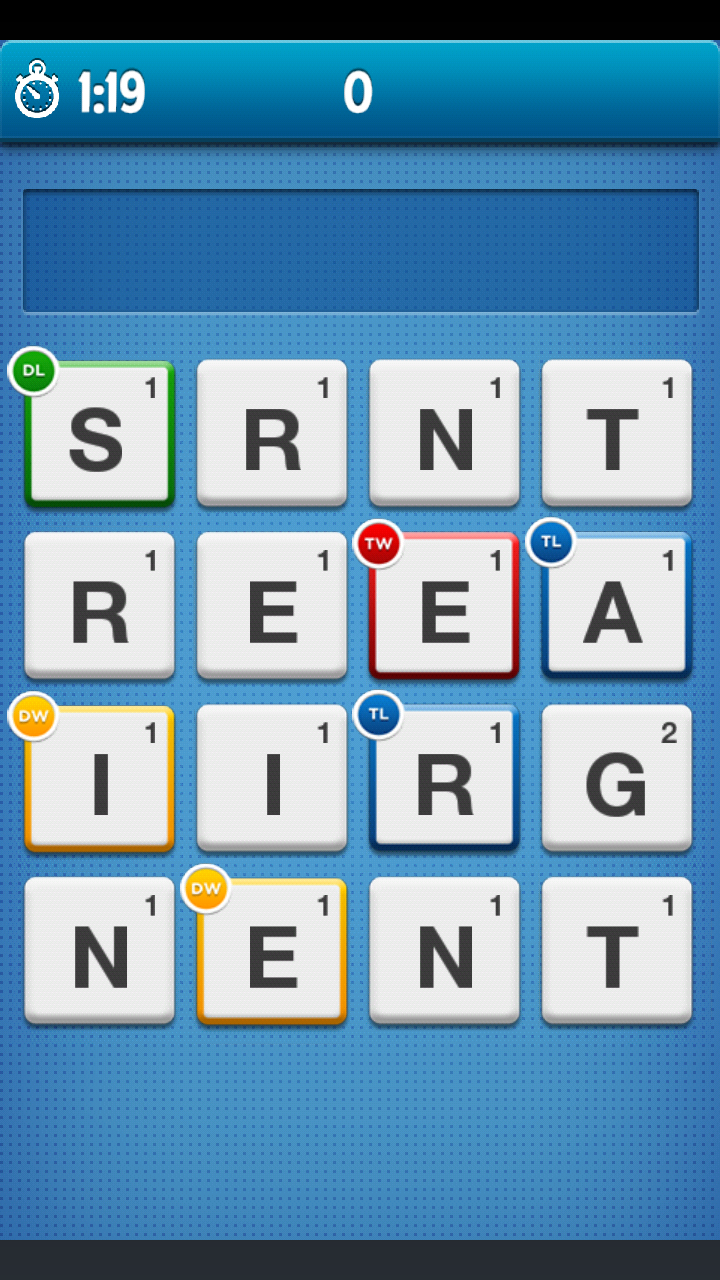 1:19 0
DL
1 1 1 1
S R N T
TW TL
1 1 1 1
R E E A
DW TL
1 1 1 2
I I R G
DW
1 1 1 1
N E N T